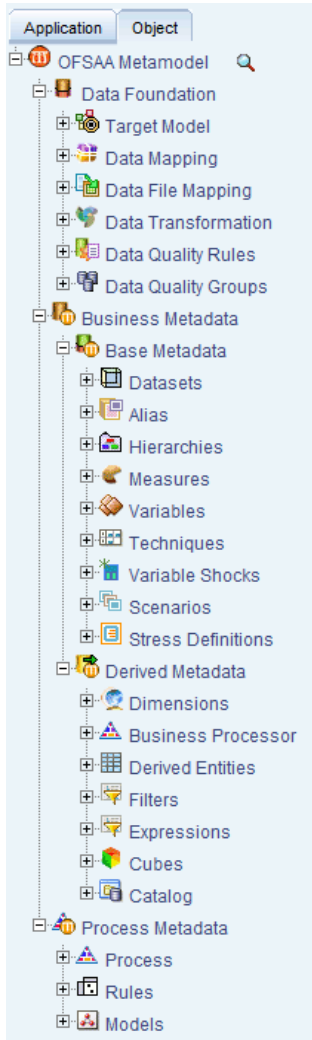 Application Object
OFSAA Metamodel
Data Foundation
Target Model
Data Mapping
Data File Mapping
Data Transformation
Data Quality Rules
Data Quality Groups
Business Metadata
Base Metadata
Datasets
Alias
Hierarchies
Measures
Variables
Techniques
Variable Shocks
Scenarios
Stress Definitions
Derived Metadata
Dimensions
Business Processor
Derived Entities
Filters
Expressions
Cubes
Catalog
Process Metadata
Process
Rules
Models